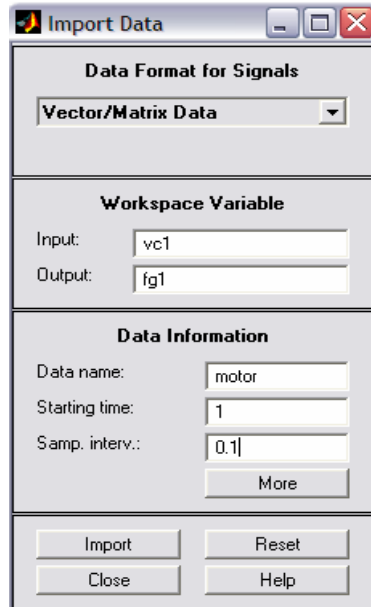 Import Data
Data Format for Signals
Vector/Matrix Data
Workspace Variable
Input: vc1
Output: fg1
Data Information
Data name: motor
Starting time: 1
Samp. interv.: 0.1
More
Import Reset
Close Help